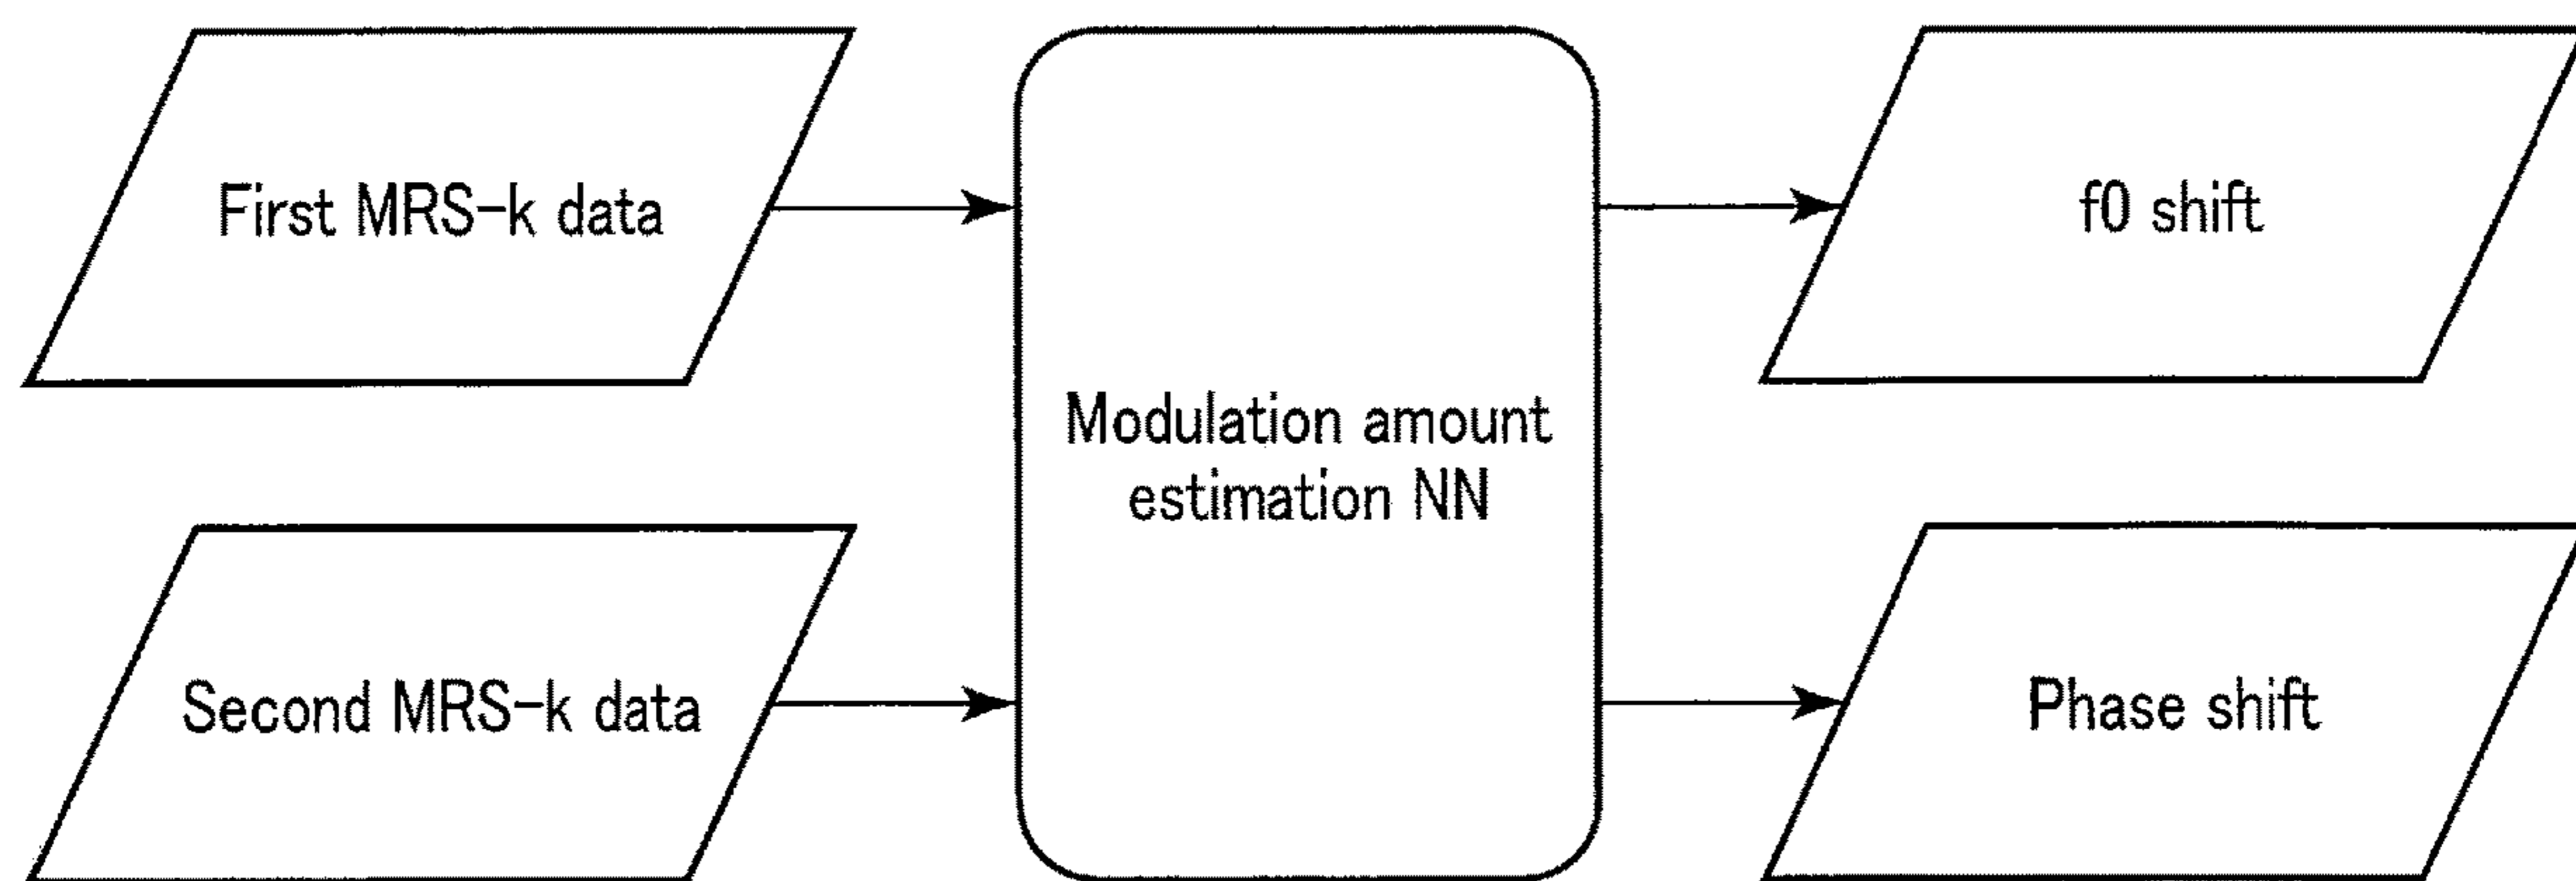 First MRS-k data
f0 shift
Modulation amount
estimation NN
Second MRS-k data
Phase shift